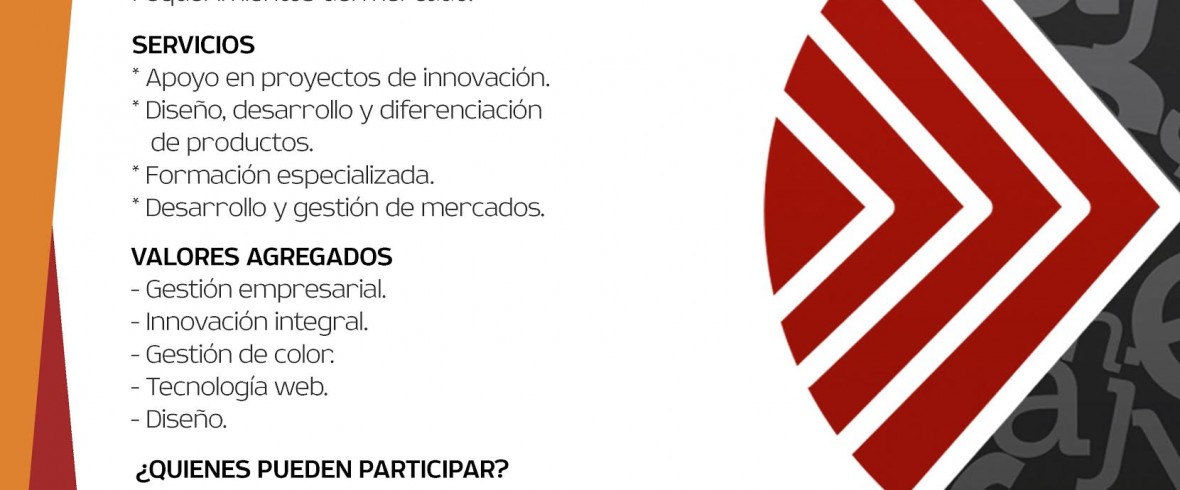 SERVICIOS
* Apoyo en proyectos de innovación.
* Diseño, desarrollo y diferenciación
de productos.
* Formación especializada.
* Desarrollo y gestión de mercados.
VALORES AGREGADOS
- Gestión empresarial.
- Innovación integral.
- Gestión de color.
- Tecnología web.
- Diseño.
¿QUIENES PUEDEN PARTICIPAR?